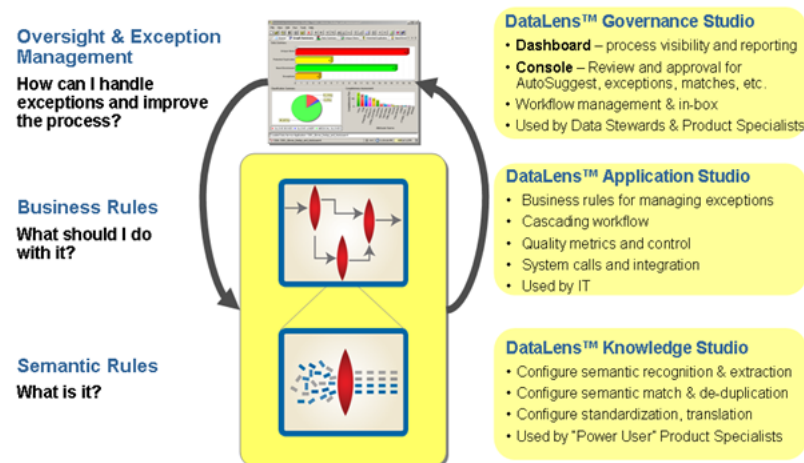 Oversight & Exception
Management
How can I handle
exceptions and improve
the process?
Business Rules
What should I do
with it?
Semantic Rules
What is it?
DataLens™ Governance Studio
• Dashboard – process visibility and reporting
• Console – Review and approval for
AutoSuggest, exceptions, matches, etc.
• Workflow management & in-box
• Used by Data Stewards & Product Specialists
DataLens™ Application Studio
• Business rules for managing exceptions
• Cascading workflow
• Quality metrics and control
• System calls and integration
• Used by IT
DataLens™ Knowledge Studio
• Configure semantic recognition & extraction
• Configure semantic match & de-duplication
• Configure standardization, translation
• Used by "Power User" Product Specialists